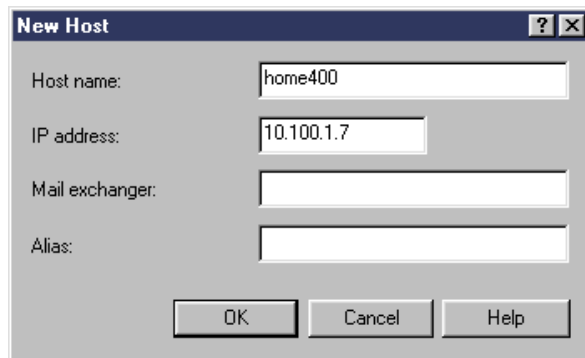 New Host
Host name: home400
IP address: 10.100.1.7
Mail exchanger:
Alias:
OK Cancel Help